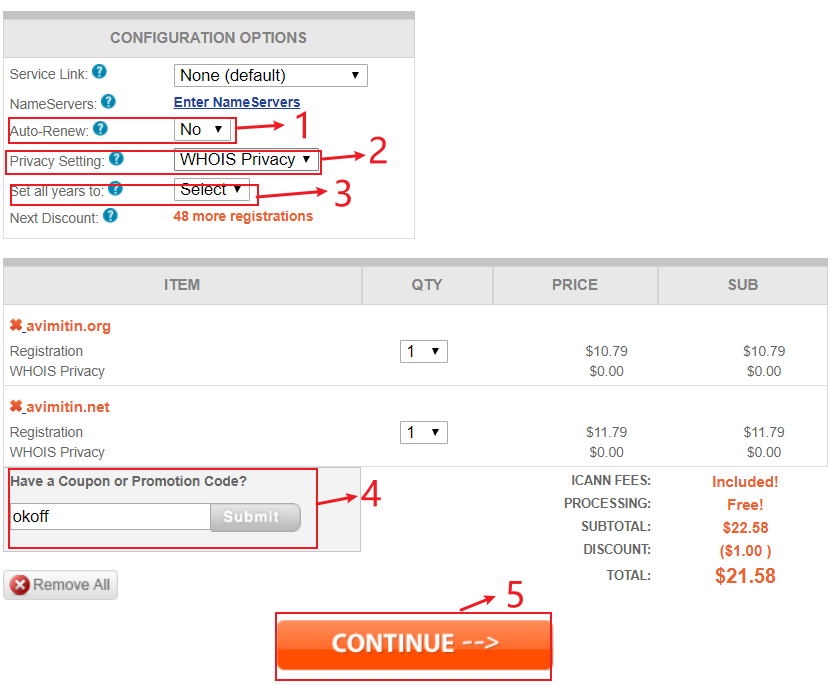 CONFIGURATION OPTIONS
Service Link: ? None (default) ▼
NameServers: ? Enter NameServers
Auto-Renew: ? No ▼ 1
Privacy Setting: ? WHOIS Privacy ▼ 2
Set all years to: ? Select ▼ 3
Next Discount: ? 48 more registrations
ITEM QTY PRICE SUB
✖ avimitin.org
Registration 1 ▼ $10.79 $10.79
WHOIS Privacy $0.00 $0.00
✖ avimitin.net
Registration 1 ▼ $11.79 $11.79
WHOIS Privacy $0.00 $0.00
Have a Coupon or Promotion Code? 4
okoff Submit
ICANN FEES: Included!
PROCESSING: Free!
SUBTOTAL: $22.58
DISCOUNT: ($1.00 )
TOTAL: $21.58
Remove All
CONTINUE --> 5